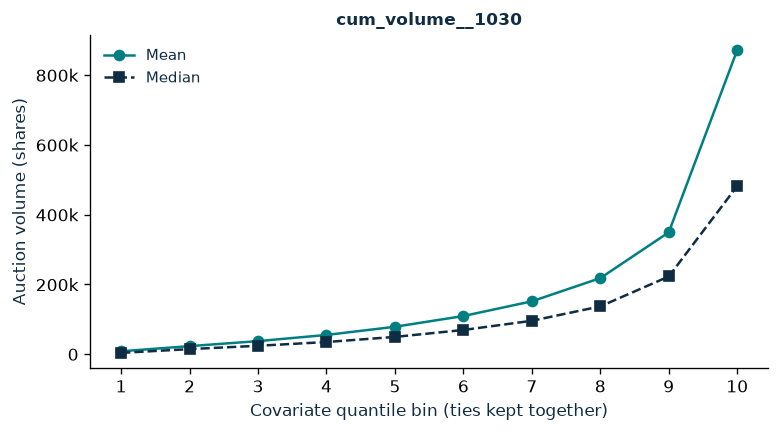 cum_volume__1030
Mean
Median
Auction volume (shares)
800k
600k
400k
200k
0
1 2 3 4 5 6 7 8 9 10
Covariate quantile bin (ties kept together)